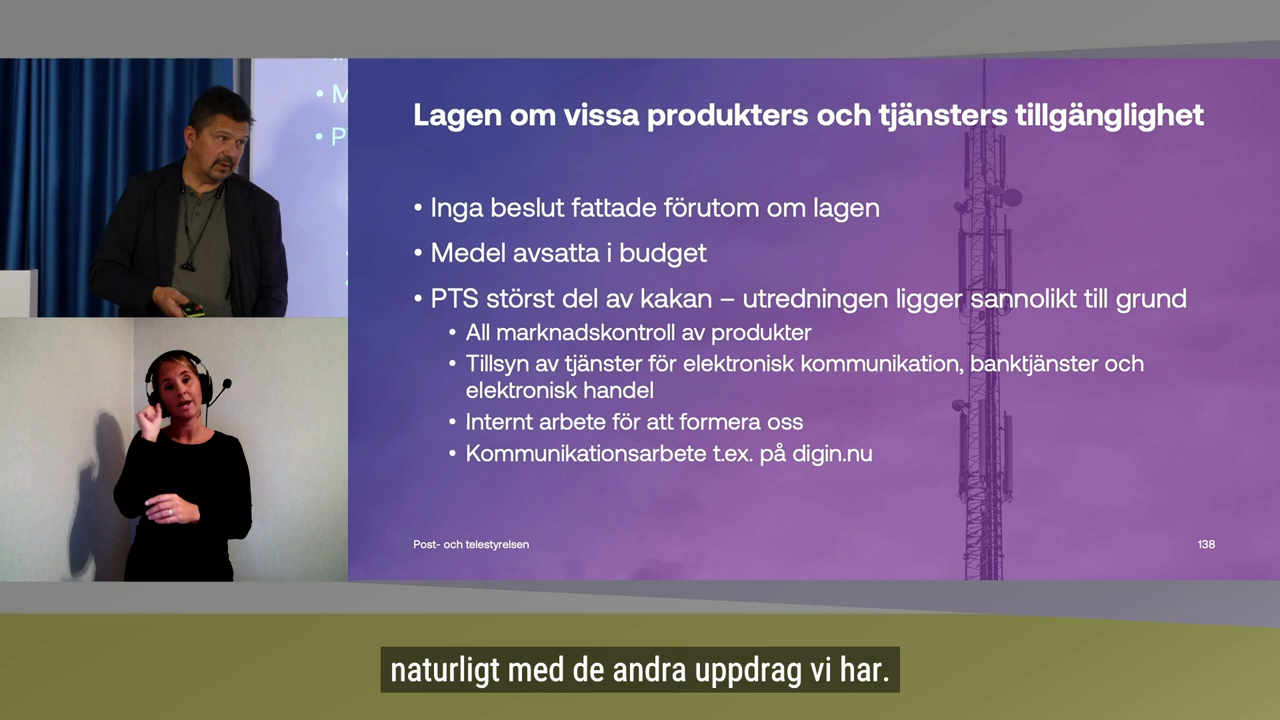 • M
• P
Lagen om vissa produkters och tjänsters tillgänglighet
• Inga beslut fattade förutom om lagen
• Medel avsatta i budget
• PTS störst del av kakan – utredningen ligger sannolikt till grund
• All marknadskontroll av produkter
• Tillsyn av tjänster för elektronisk kommunikation, banktjänster och
elektronisk handel
• Internt arbete för att formera oss
• Kommunikationsarbete t.ex. på digin.nu
Post- och telestyrelsen
138
naturligt med de andra uppdrag vi har.